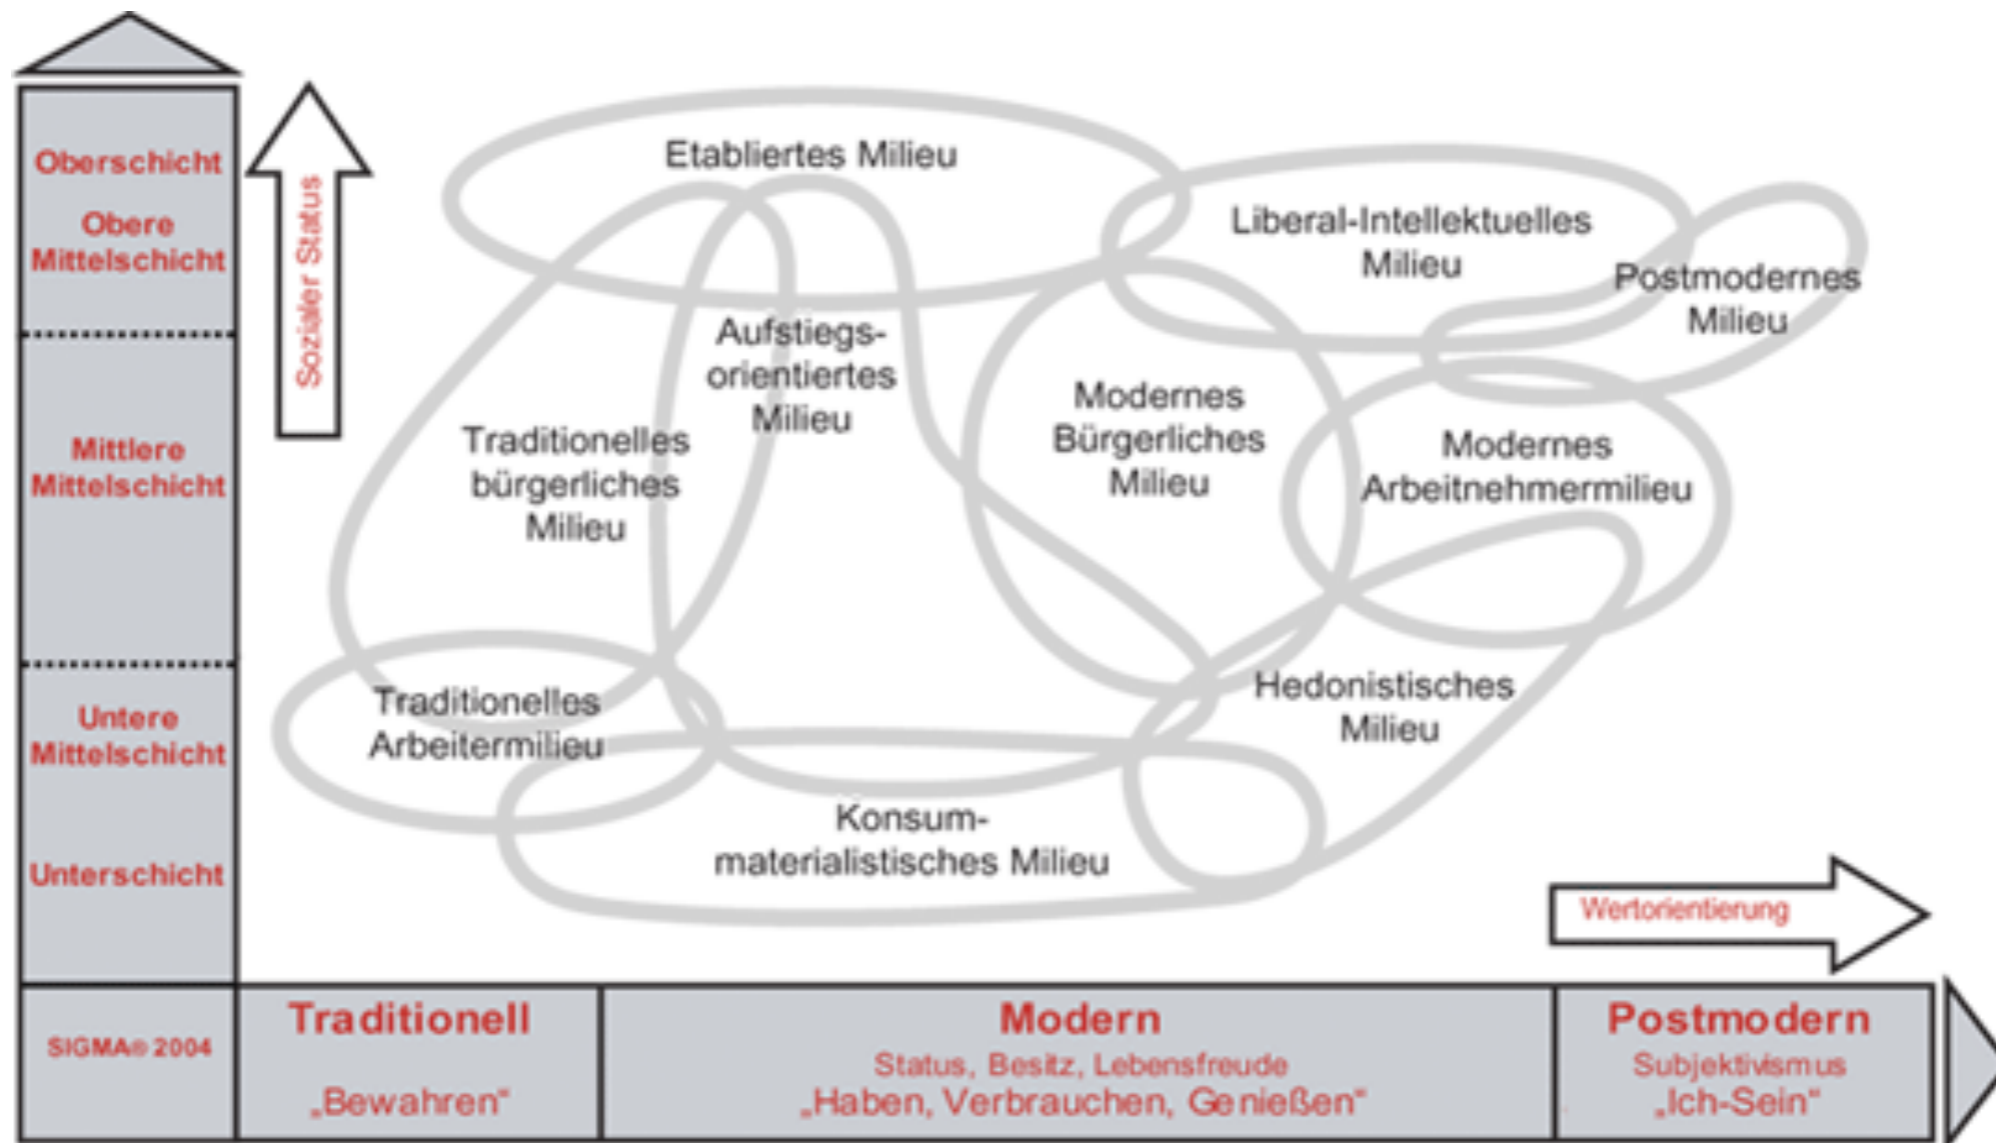 Oberschicht
Obere
Mittelschicht
Mittlere
Mittelschicht
Untere
Mittelschicht
Unterschicht
Sozialer Status
Etabliertes Milieu
Liberal-Intellektuelles
Milieu
Postmodernes
Milieu
Aufstiegs-
orientiertes
Milieu
Modernes
Bürgerliches
Milieu
Traditionelles
bürgerliches
Milieu
Modernes
Arbeitnehmermilieu
Traditionelles
Arbeitermilieu
Hedonistisches
Milieu
Konsum-
materialistisches Milieu
Wertorientierung
SIGMA® 2004
Traditionell
„Bewahren“
Modern
Status, Besitz, Lebensfreude
„Haben, Verbrauchen, Genießen“
Postmodern
Subjektivismus
„Ich-Sein“